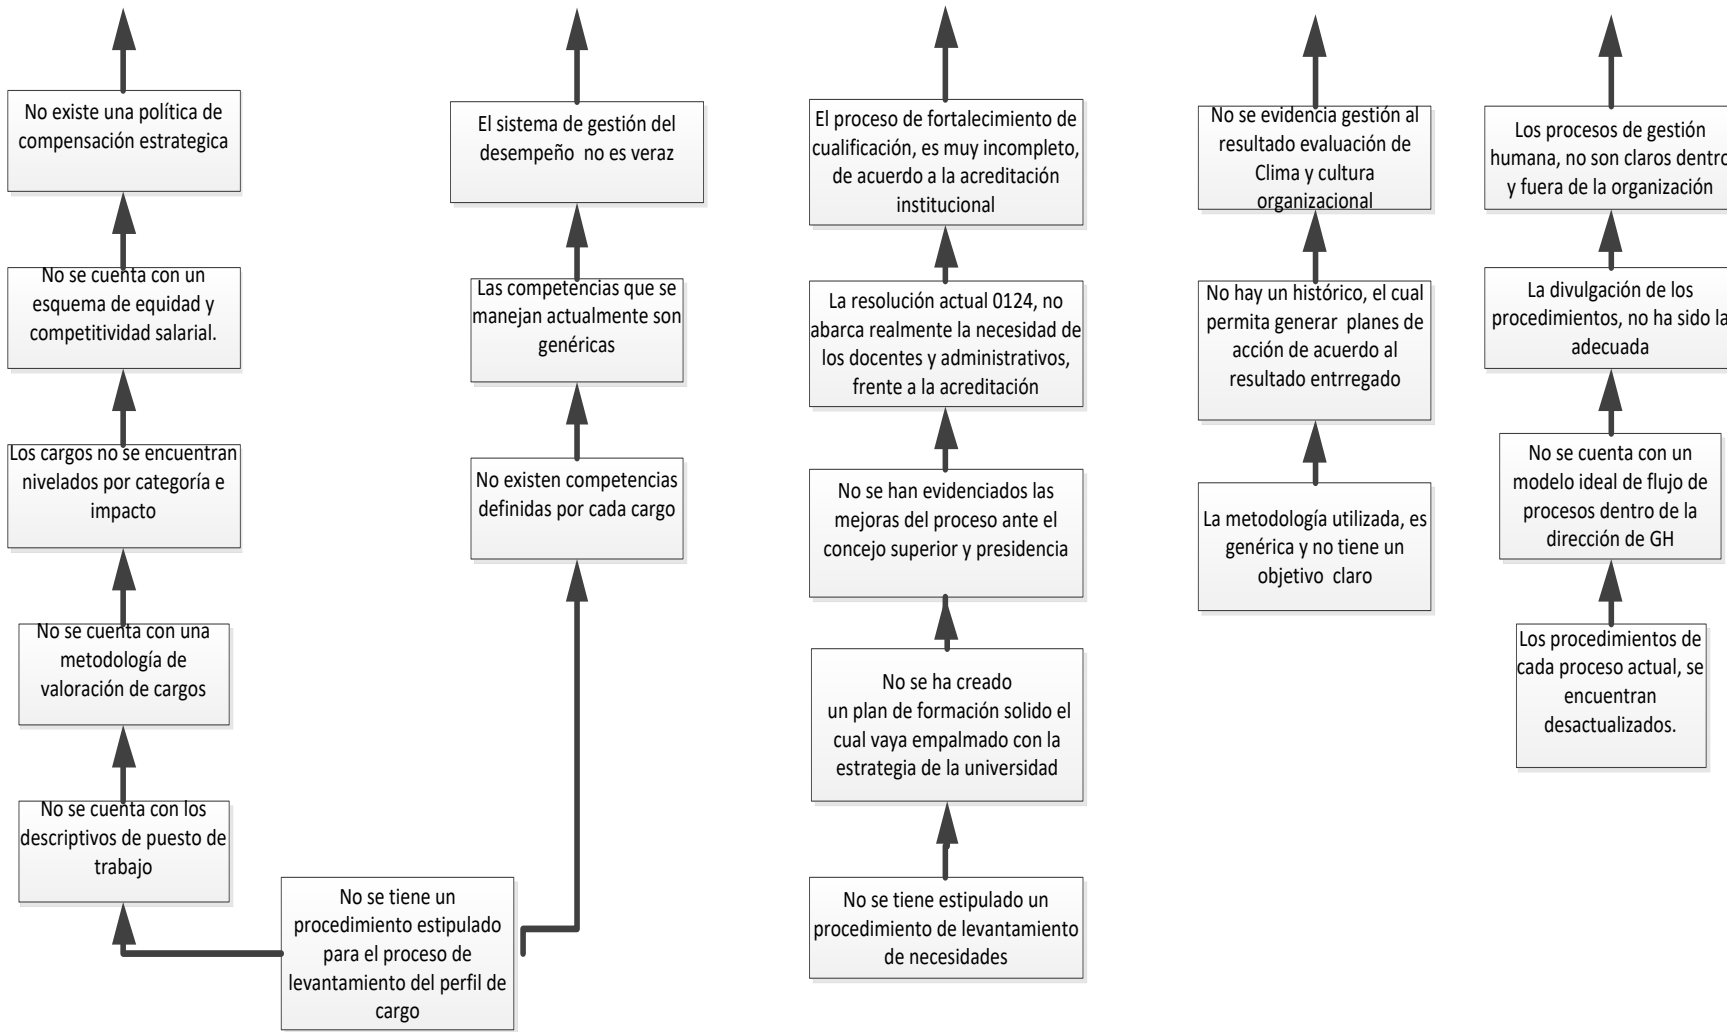 No existe una política de
compensación estrategica
No se cuenta con un
esquema de equidad y
competitividad salarial.
Los cargos no se encuentran
nivelados por categoría e
impacto
No se cuenta con una
metodología de
valoración de cargos
No se cuenta con los
descriptivos de puesto de
trabajo
No se tiene un
procedimiento estipulado
para el proceso de
levantamiento del perfil de
cargo
El sistema de gestión del
desempeño no es veraz
Las competencias que se
manejan actualmente son
genéricas
No existen competencias
definidas por cada cargo
El proceso de fortalecimiento de
cualificación, es muy incompleto,
de acuerdo a la acreditación
institucional
La resolución actual 0124, no
abarca realmente la necesidad de
los docentes y administrativos,
frente a la acreditación
No se han evidenciados las
mejoras del proceso ante el
concejo superior y presidencia
No se ha creado
un plan de formación solido el
cual vaya empalmado con la
estrategia de la universidad
No se tiene estipulado un
procedimiento de levantamiento
de necesidades
No se evidencia gestión al
resultado evaluación de
Clima y cultura
organizacional
No hay un histórico, el cual
permita generar planes de
acción de acuerdo al
resultado entrregado
La metodología utilizada, es
genérica y no tiene un
objetivo claro
Los procesos de gestión
humana, no son claros dentro
y fuera de la organización
La divulgación de los
procedimientos, no ha sido la
adecuada
No se cuenta con un
modelo ideal de flujo de
procesos dentro de la
dirección de GH
Los procedimientos de
cada proceso actual, se
encuentran
desactualizados.